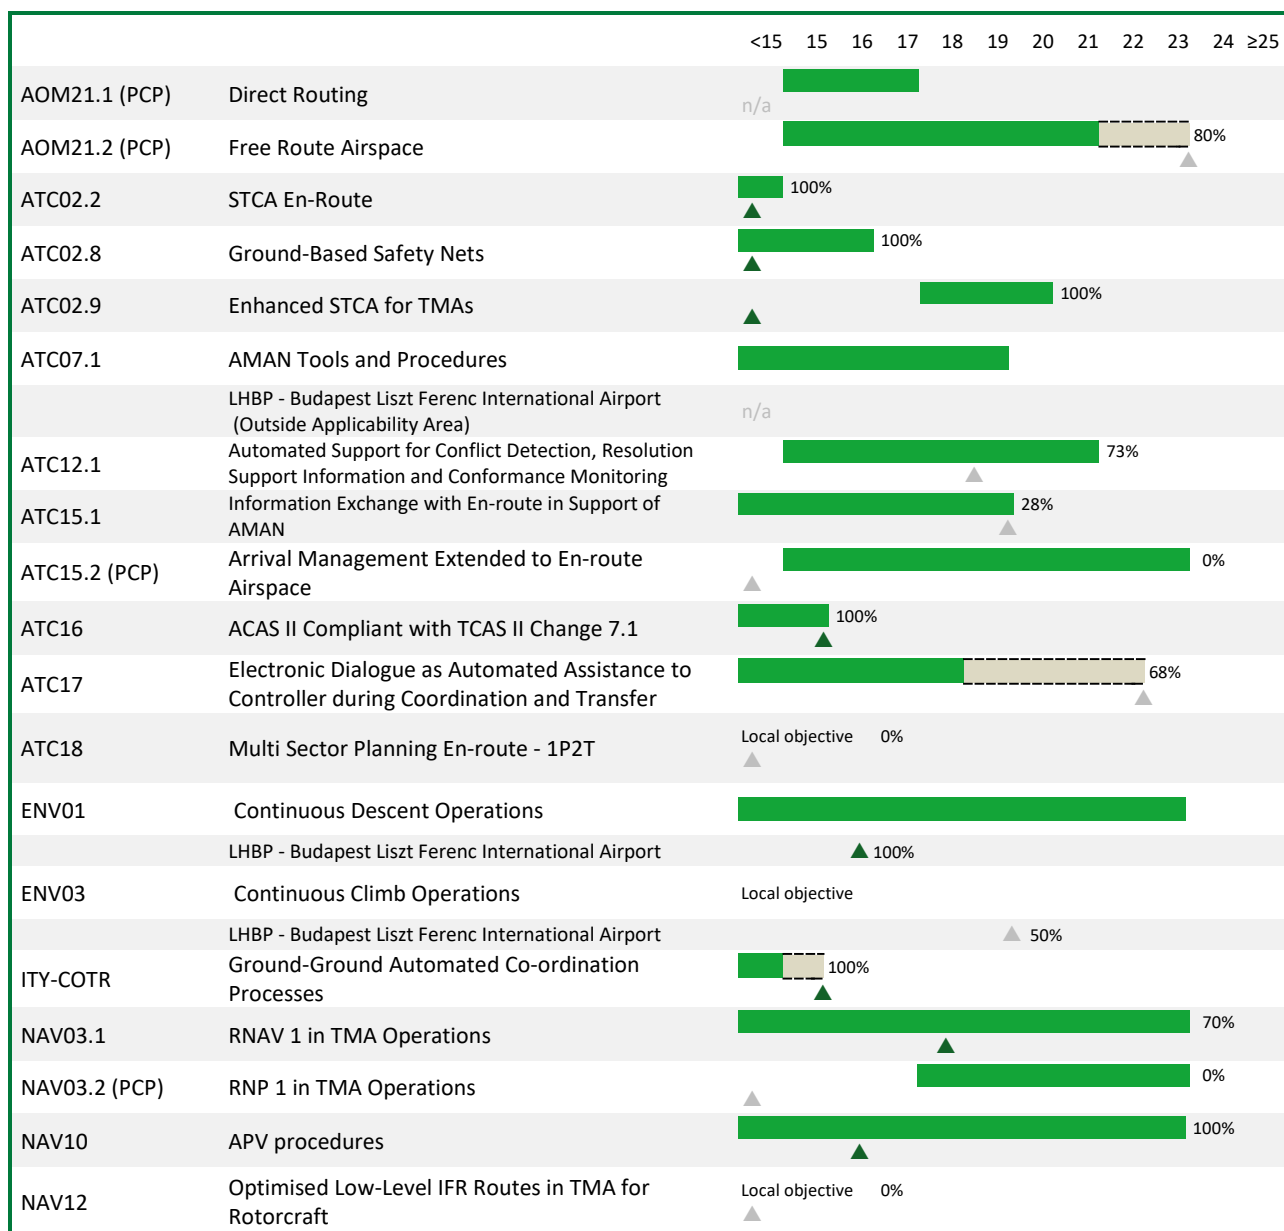 <15 15 16 17 18 19 20 21 22 23 24 ≥25
AOM21.1 (PCP) Direct Routing
n/a
AOM21.2 (PCP) Free Route Airspace 80%
ATC02.2 STCA En-Route 100%
ATC02.8 Ground-Based Safety Nets 100%
ATC02.9 Enhanced STCA for TMAs 100%
ATC07.1 AMAN Tools and Procedures
LHBP - Budapest Liszt Ferenc International Airport
(Outside Applicability Area)
n/a
ATC12.1 Automated Support for Conflict Detection, Resolution
Support Information and Conformance Monitoring
73%
ATC15.1 Information Exchange with En-route in Support of
AMAN
28%
ATC15.2 (PCP) Arrival Management Extended to En-route
Airspace
0%
ATC16 ACAS II Compliant with TCAS II Change 7.1 100%
ATC17 Electronic Dialogue as Automated Assistance to
Controller during Coordination and Transfer
68%
ATC18 Multi Sector Planning En-route - 1P2T Local objective 0%
ENV01 Continuous Descent Operations
LHBP - Budapest Liszt Ferenc International Airport 100%
ENV03 Continuous Climb Operations Local objective
LHBP - Budapest Liszt Ferenc International Airport 50%
ITY-COTR Ground-Ground Automated Co-ordination
Processes
100%
NAV03.1 RNAV 1 in TMA Operations 70%
NAV03.2 (PCP) RNP 1 in TMA Operations 0%
NAV10 APV procedures 100%
NAV12 Optimised Low-Level IFR Routes in TMA for
Rotorcraft
Local objective 0%